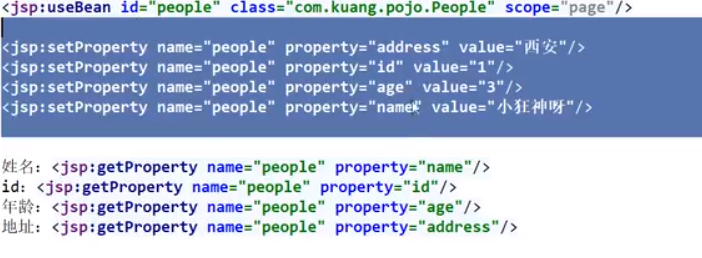 <jsp:useBean id="people" class="com.kuang.pojo.People" scope="page"/>
<jsp:setProperty name="people" property="address" value="西安"/>
<jsp:setProperty name="people" property="id" value="1"/>
<jsp:setProperty name="people" property="age" value="3"/>
<jsp:setProperty name="people" property="name" value="小狂神呀"/>
姓名：<jsp:getProperty name="people" property="name"/>
id：<jsp:getProperty name="people" property="id"/>
年龄：<jsp:getProperty name="people" property="age"/>
地址：<jsp:getProperty name="people" property="address"/>